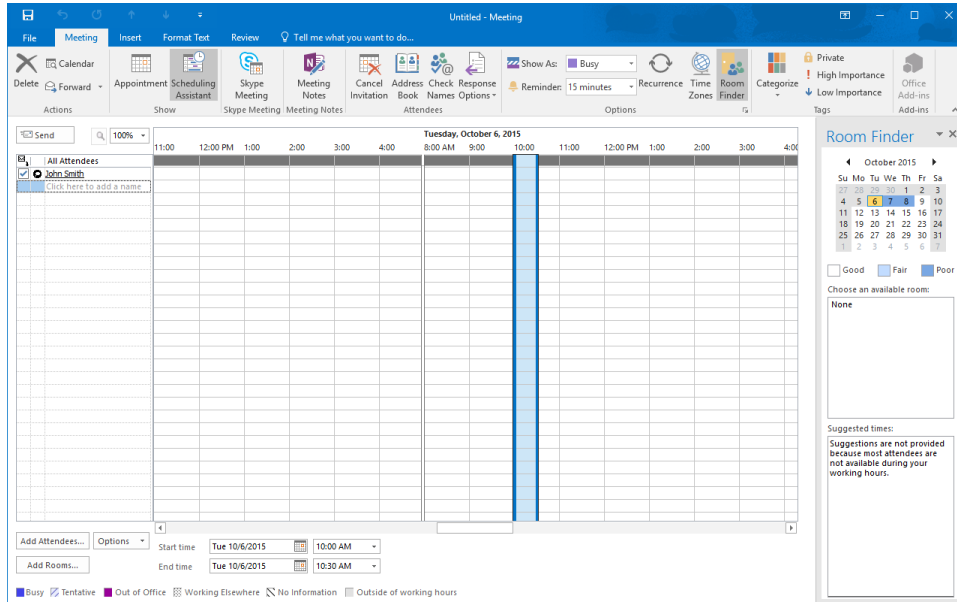 Untitled - Meeting
File Meeting Insert Format Text Review Tell me what you want to do...
Delete
Calendar
Forward
Actions
Appointment
Scheduling Assistant
Show
Skype Meeting
Skype Meeting
Meeting Notes
Meeting Notes
Cancel Invitation
Address Book
Check Names
Response Options
Attendees
Show As: Busy
Reminder: 15 minutes
Recurrence
Time Zones
Room Finder
Options
Categorize
Private
High Importance
Low Importance
Tags
Office Add-ins
Add-ins
Send 100%
Tuesday, October 6, 2015
11:00 12:00 PM 1:00 2:00 3:00 4:00 8:00 AM 9:00 10:00 11:00 12:00 PM 1:00 2:00 3:00 4:00
All Attendees
John Smith
Click here to add a name
Add Attendees... Options
Add Rooms...
Start time Tue 10/6/2015 10:00 AM
End time Tue 10/6/2015 10:30 AM
Busy Tentative Out of Office Working Elsewhere No Information Outside of working hours
Room Finder
October 2015
Su Mo Tu We Th Fr Sa
27 28 29 30 1 2 3
4 5 6 7 8 9 10
11 12 13 14 15 16 17
18 19 20 21 22 23 24
25 26 27 28 29 30 31
1 2 3 4 5 6 7
Good Fair Poor
Choose an available room:
None
Suggested times:
Suggestions are not provided
because most attendees are
not available during your
working hours.